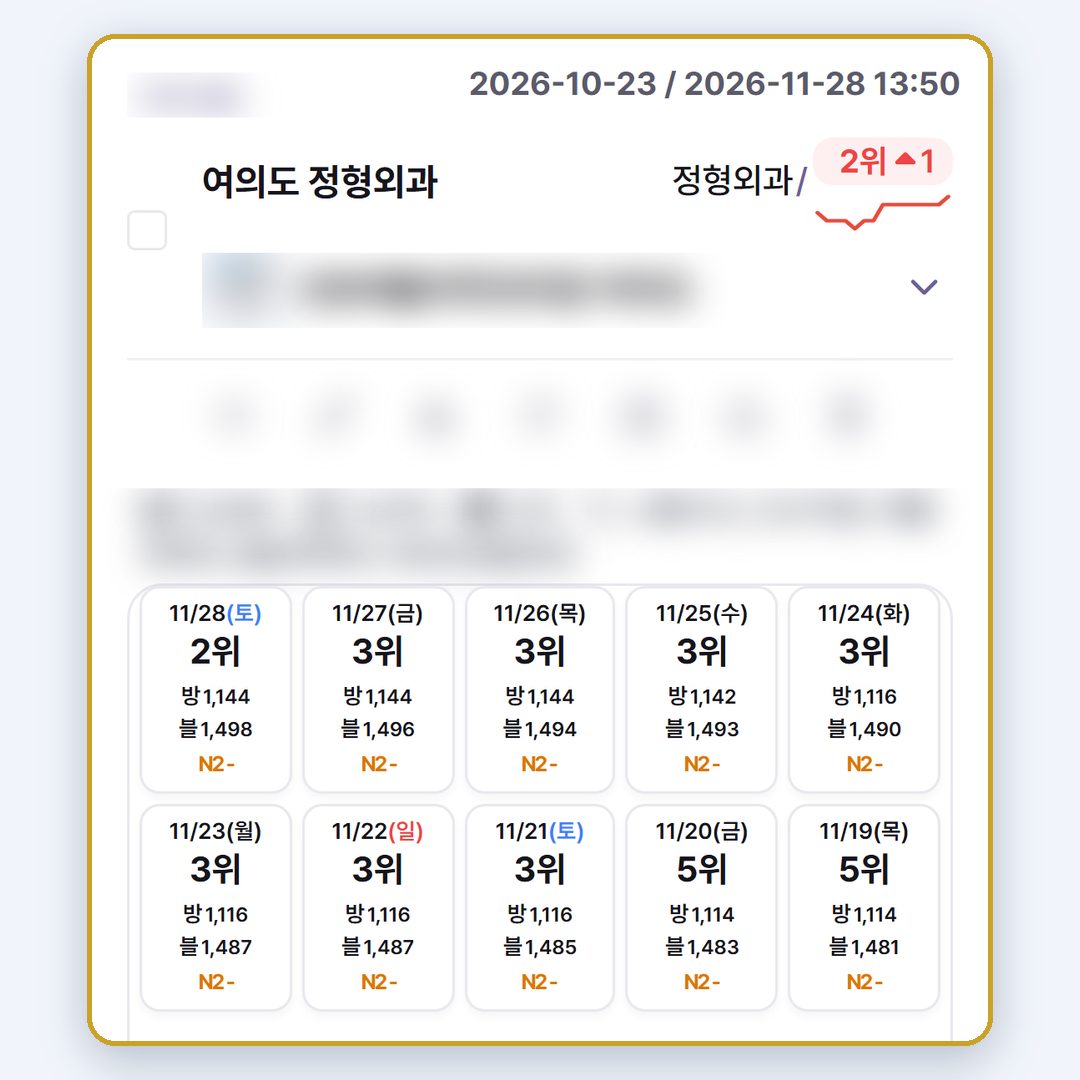 2026-10-23 / 2026-11-28 13:50
여의도 정형외과 정형외과/ 2위 ▲1
11/28(토) 11/27(금) 11/26(목) 11/25(수) 11/24(화)
2위 3위 3위 3위 3위
방1,144 방1,144 방1,144 방1,142 방1,116
블1,498 블1,496 블1,494 블1,493 블1,490
N2- N2- N2- N2- N2-
11/23(월) 11/22(일) 11/21(토) 11/20(금) 11/19(목)
3위 3위 3위 5위 5위
방1,116 방1,116 방1,116 방1,114 방1,114
블1,487 블1,487 블1,485 블1,483 블1,481
N2- N2- N2- N2- N2-